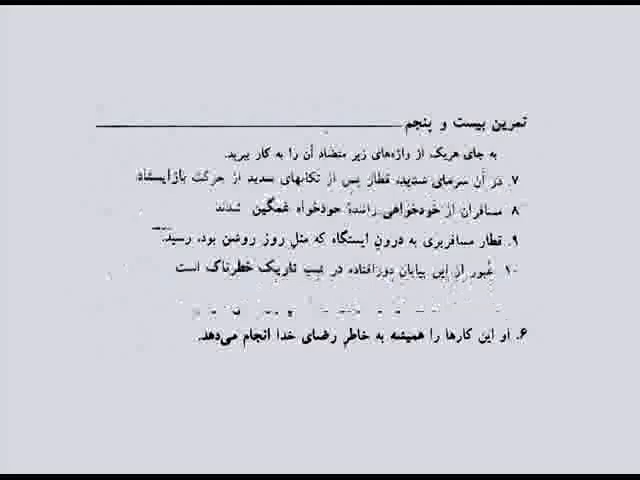 تمرین بیست و پنجم
به جای هریک از واژه‌های زیر متضاد آن را به کار ببرید.
۷. در آن سرمای شدید، قطار پس از تکانهای شدید از حرکت بازایستاد.
۸. مسافران از خودخواهی رانندهٔ خودخواه غمگین شدند
۹. قطار مسافربری به درون ایستگاه که مثل روز روشن بود، رسید.
۱۰. عبور از این بیابان دورافتاده در شب تاریک خطرناک است
۶. او این کارها را همیشه به خاطر رضای خدا انجام می‌دهد.